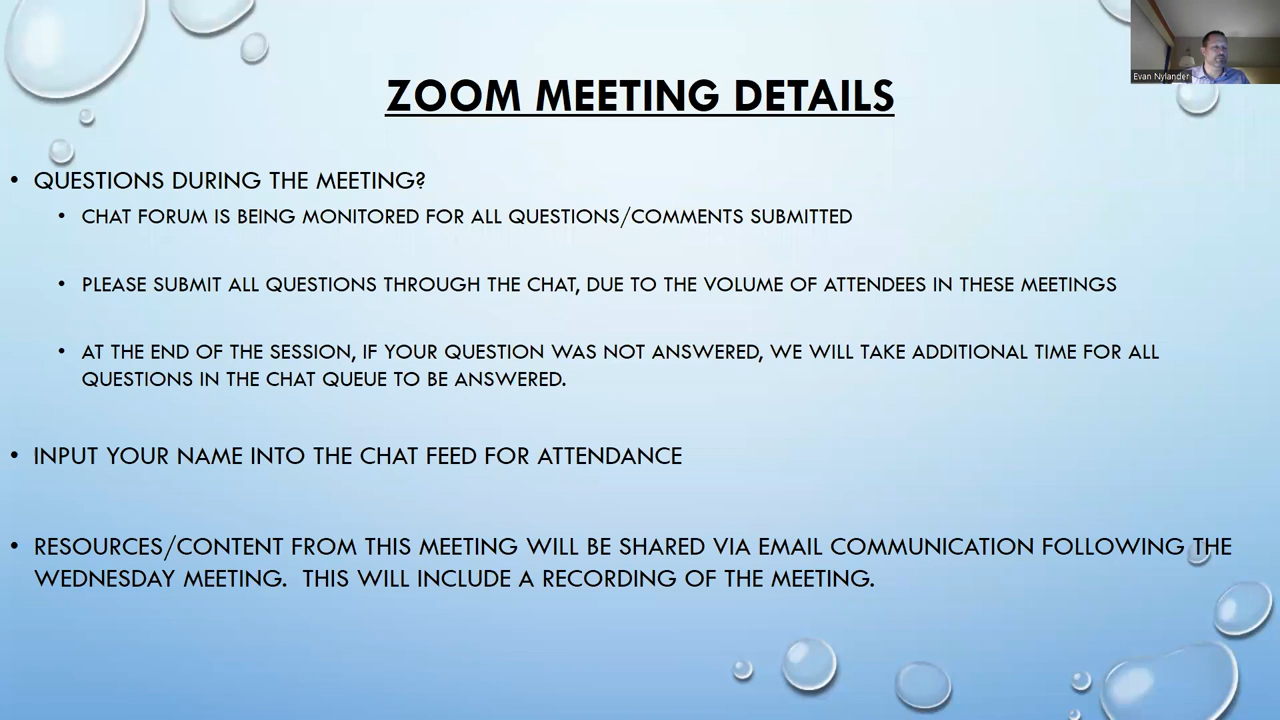 ZOOM MEETING DETAILS
Evan Nylander
• QUESTIONS DURING THE MEETING?
• CHAT FORUM IS BEING MONITORED FOR ALL QUESTIONS/COMMENTS SUBMITTED
• PLEASE SUBMIT ALL QUESTIONS THROUGH THE CHAT, DUE TO THE VOLUME OF ATTENDEES IN THESE MEETINGS
• AT THE END OF THE SESSION, IF YOUR QUESTION WAS NOT ANSWERED, WE WILL TAKE ADDITIONAL TIME FOR ALL
QUESTIONS IN THE CHAT QUEUE TO BE ANSWERED.
• INPUT YOUR NAME INTO THE CHAT FEED FOR ATTENDANCE
• RESOURCES/CONTENT FROM THIS MEETING WILL BE SHARED VIA EMAIL COMMUNICATION FOLLOWING THE
WEDNESDAY MEETING.  THIS WILL INCLUDE A RECORDING OF THE MEETING.